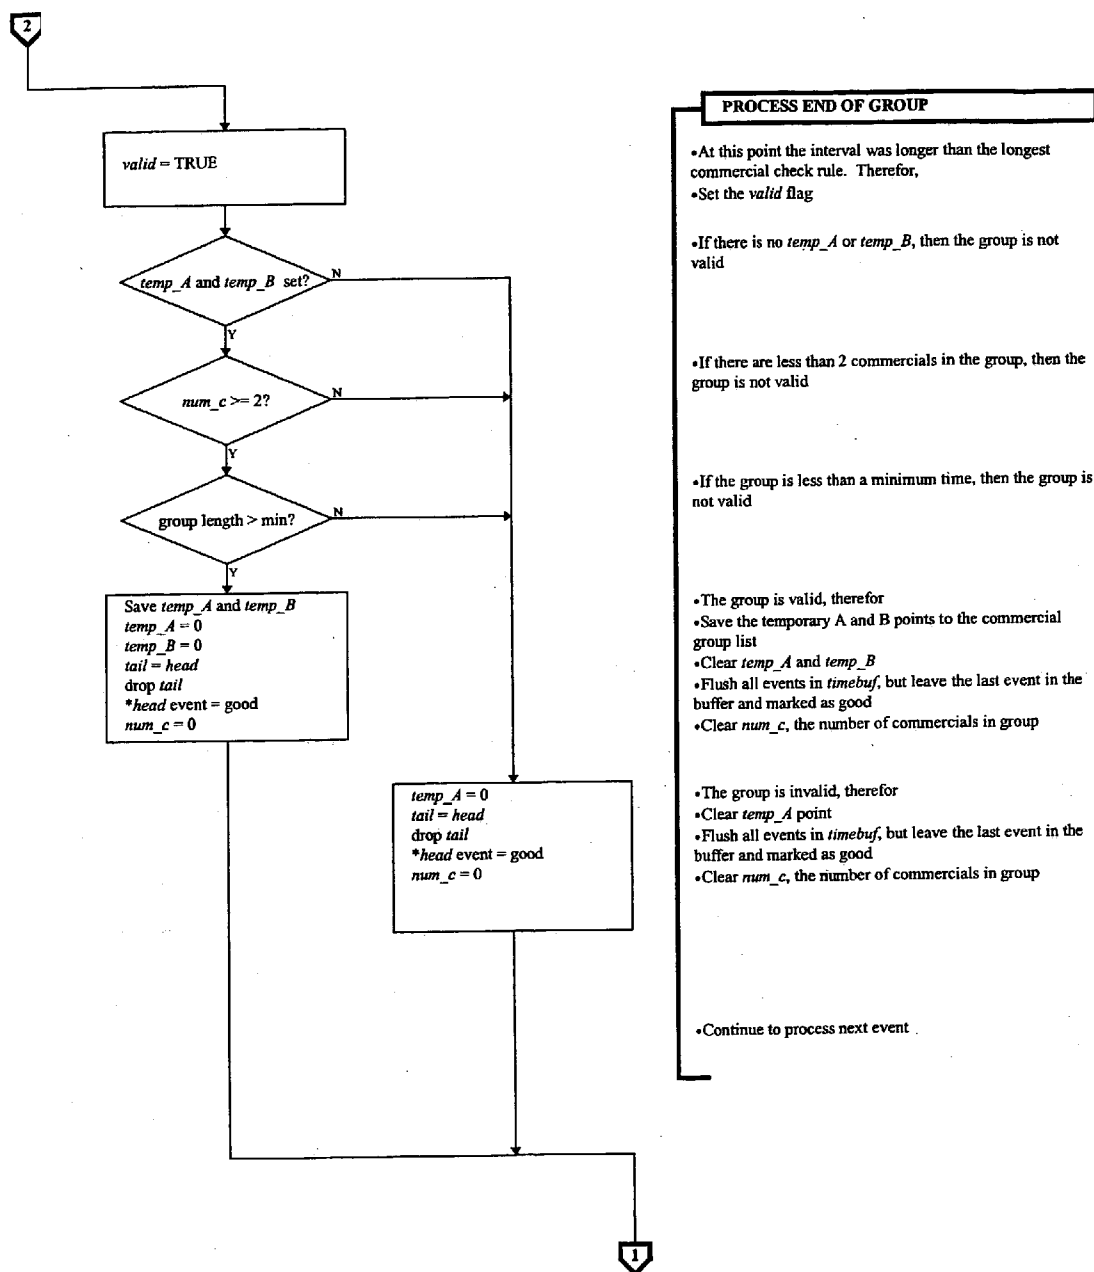 2
valid = TRUE
temp_A and temp_B set?
N
Y
num_c >= 2?
N
Y
group length > min?
N
Y
Save temp_A and temp_B
temp_A = 0
temp_B = 0
tail = head
drop tail
*head event = good
num_c = 0
temp_A = 0
tail = head
drop tail
*head event = good
num_c = 0
1
PROCESS END OF GROUP
•At this point the interval was longer than the longest
commercial check rule. Therefor,
•Set the valid flag
•If there is no temp_A or temp_B, then the group is not
valid
•If there are less than 2 commercials in the group, then the
group is not valid
•If the group is less than a minimum time, then the group is
not valid
•The group is valid, therefor
•Save the temporary A and B points to the commercial
group list
•Clear temp_A and temp_B
•Flush all events in timebuf, but leave the last event in the
buffer and marked as good
•Clear num_c, the number of commercials in group
•The group is invalid, therefor
•Clear temp_A point
•Flush all events in timebuf, but leave the last event in the
buffer and marked as good
•Clear num_c, the number of commercials in group
•Continue to process next event